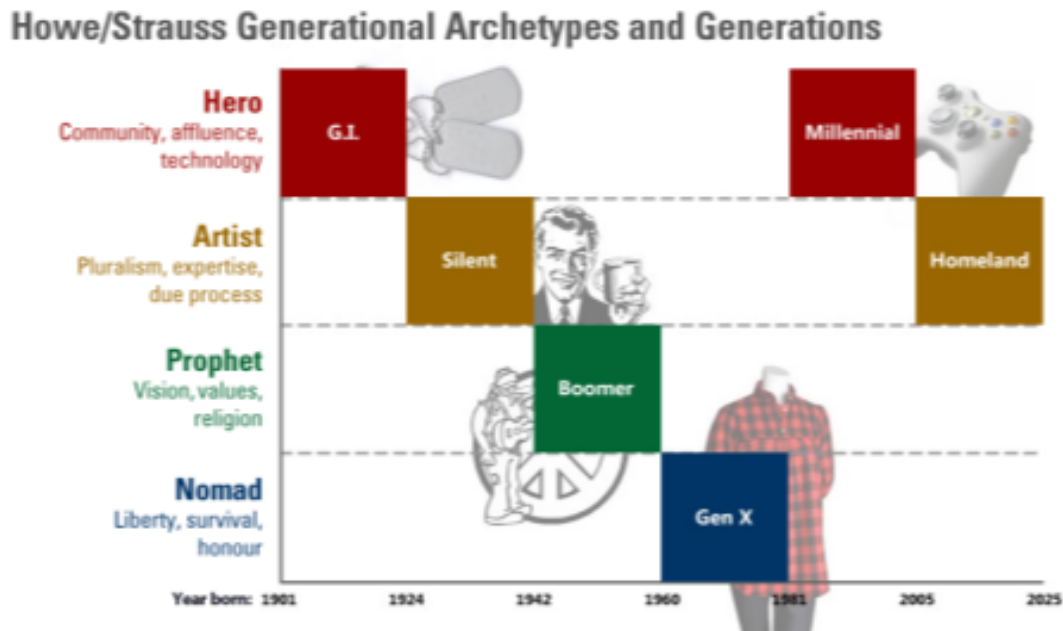 Howe/Strauss Generational Archetypes and Generations
Hero
Community, affluence,
technology
G.I.
Millennial
Artist
Pluralism, expertise,
due process
Silent
Homeland
Prophet
Vision, values,
religion
Boomer
Nomad
Liberty, survival,
honour
Gen X
Year born: 1901 1924 1942 1960 1981 2005 2025